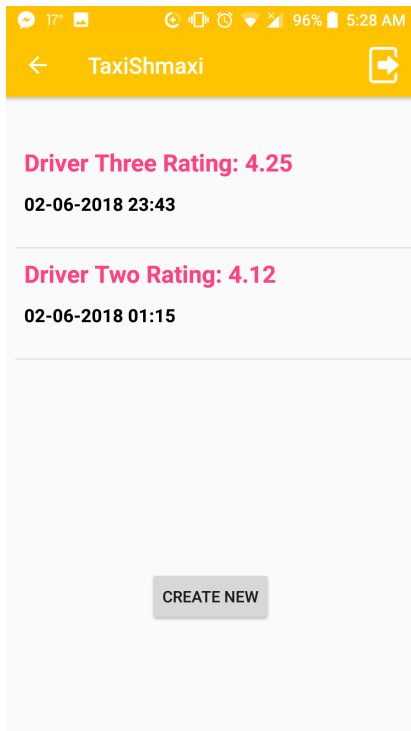 17° 96% 5:28 AM
TaxiShmaxi
Driver Three Rating: 4.25
02-06-2018 23:43
Driver Two Rating: 4.12
02-06-2018 01:15
CREATE NEW